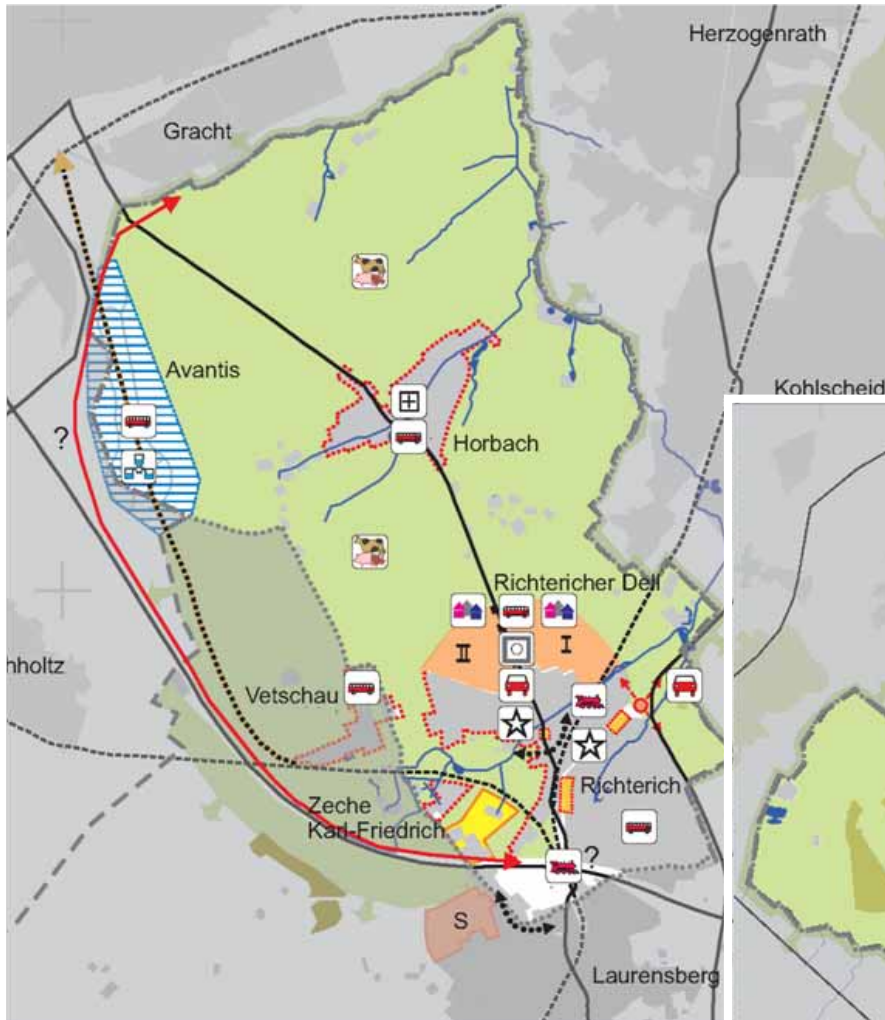 Herzogenrath
Gracht
Kohlscheid
Avantis
?
Horbach
Richtericher Dell
I
II
hholtz
Vetschau
Richterich
Zeche
Karl-Friedrich
?
S
Laurensberg